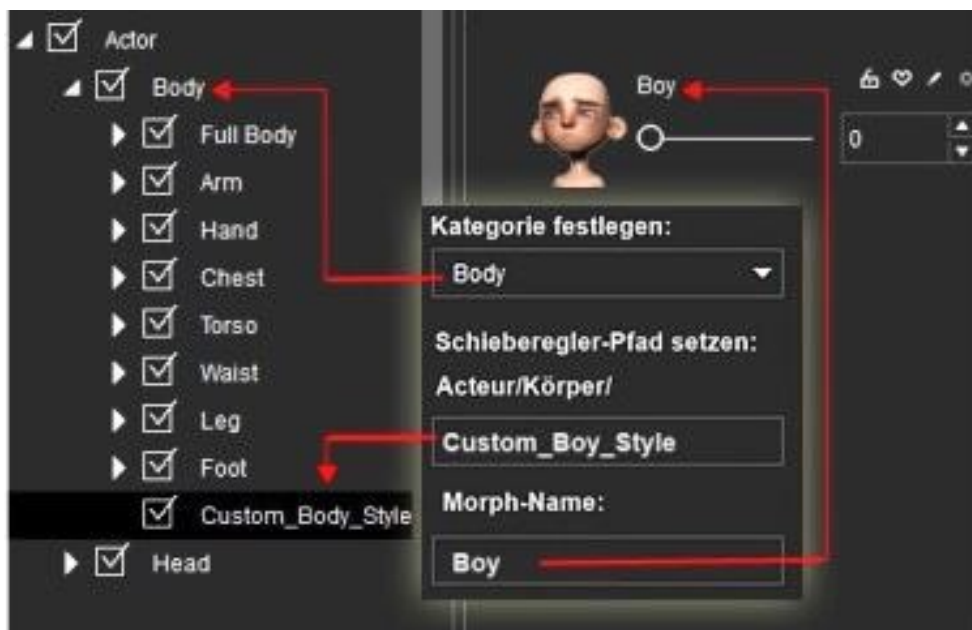 Actor
Body
Full Body
Arm
Hand
Chest
Torso
Waist
Leg
Foot
Custom_Body_Style
Head
Boy
0
Kategorie festlegen:
Body
Schieberegler-Pfad setzen:
Acteur/Körper/
Custom_Boy_Style
Morph-Name:
Boy